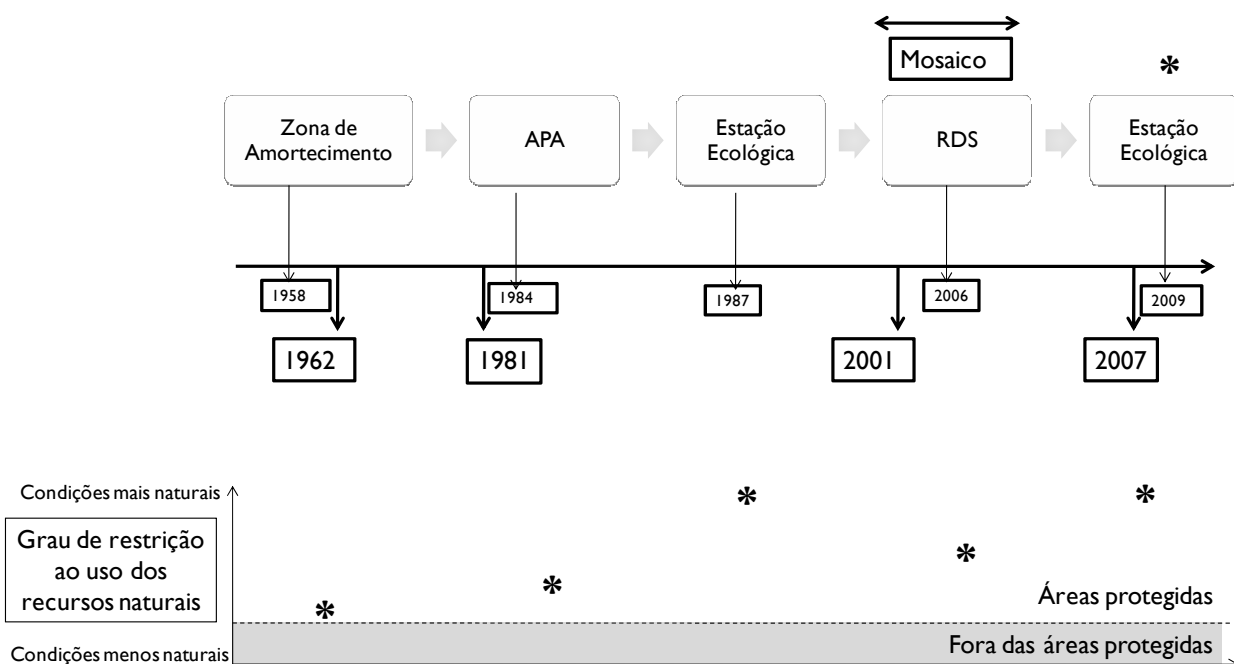 Mosaico
*
Zona de
Amortecimento
APA
Estação
Ecológica
RDS
Estação
Ecológica
1958
1984
1987
2006
2009
1962
1981
2001
2007
Condições mais naturais
*
*
Grau de restrição
ao uso dos
recursos naturais
*
*
*
Áreas protegidas
Fora das áreas protegidas
Condições menos naturais